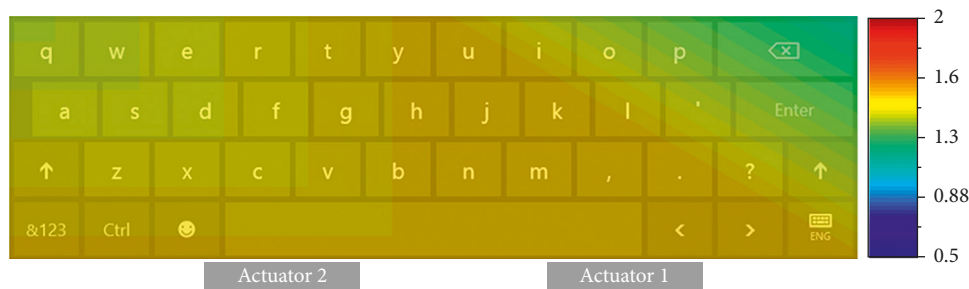 q w e r t y u i o p
a s d f g h j k l ' Enter
z x c v b n m , . ?
&123 Ctrl < > ENG
Actuator 2 Actuator 1
2
1.6
1.3
0.88
0.5